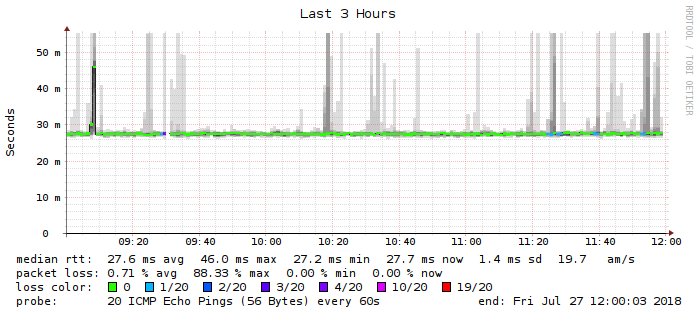 Last 3 Hours
RRDTOOL / TOBI OETIKER
Seconds
50 m
40 m
30 m
20 m
10 m
0
09:20 09:40 10:00 10:20 10:40 11:00 11:20 11:40 12:00
median rtt: 27.6 ms avg 46.0 ms max 27.2 ms min 27.7 ms now 1.4 ms sd 19.7 am/s
packet loss: 0.71 % avg 88.33 % max 0.00 % min 0.00 % now
loss color: 0 1/20 2/20 3/20 4/20 10/20 19/20
probe: 20 ICMP Echo Pings (56 Bytes) every 60s end: Fri Jul 27 12:00:03 2018